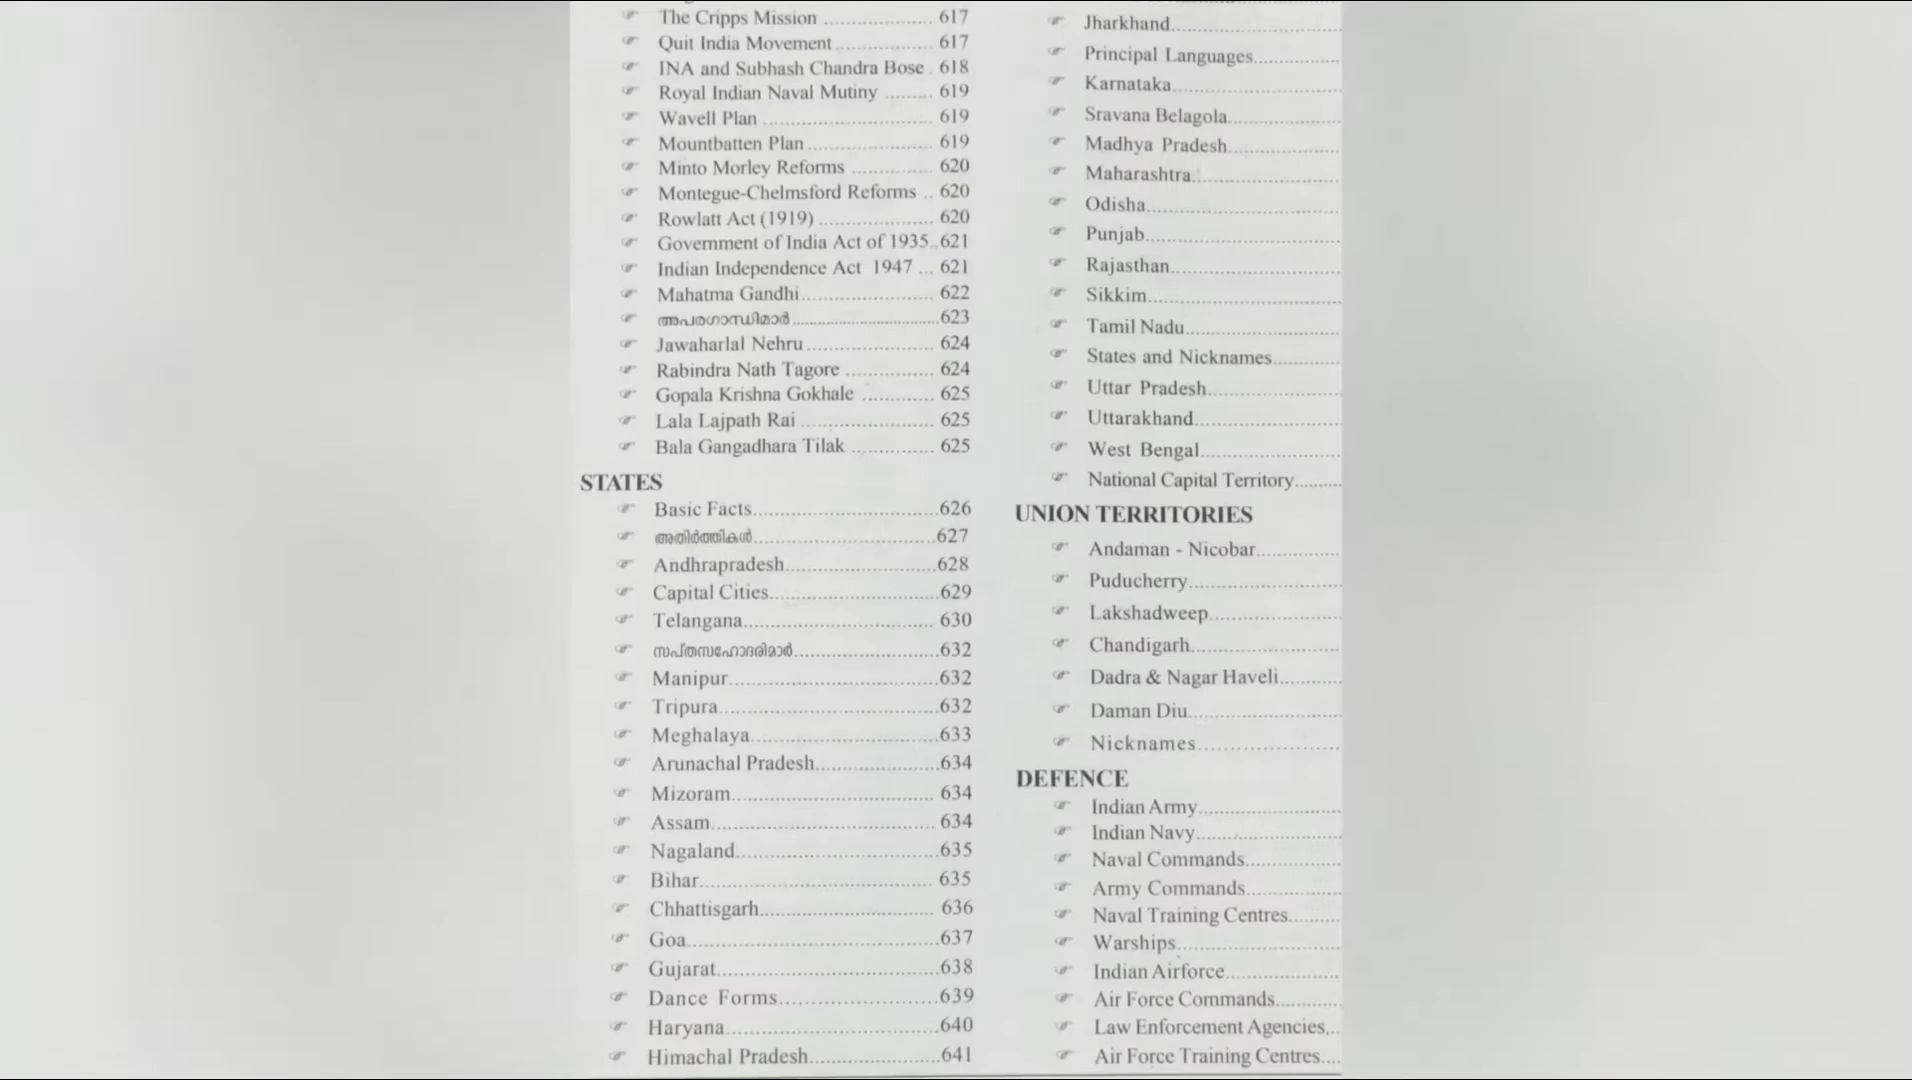 The Cripps Mission .................. 617
Quit India Movement ................ 617
INA and Subhash Chandra Bose . 618
Royal Indian Naval Mutiny ........ 619
Wavell Plan ............................ 619
Mountbatten Plan ..................... 619
Minto Morley Reforms .............. 620
Montegue-Chelmsford Reforms .. 620
Rowlatt Act (1919) ................... 620
Government of India Act of 1935..621
Indian Independence Act 1947 ... 621
Mahatma Gandhi...................... 622
അപരഗാന്ധിമാർ.......................................623
Jawaharlal Nehru ..................... 624
Rabindra Nath Tagore ............... 624
Gopala Krishna Gokhale ............ 625
Lala Lajpath Rai ...................... 625
Bala Gangadhara Tilak .............. 625
STATES
Basic Facts................................626
അതിർത്തികൾ...............................627
Andhrapradesh..........................628
Capital Cities.............................629
Telangana................................. 630
സപ്തസഹോദരിമാർ.........................632
Manipur....................................632
Tripura......................................632
Meghalaya................................633
Arunachal Pradesh.....................634
Mizoram................................... 634
Assam...................................... 634
Nagaland..................................635
Bihar........................................ 635
Chhattisgarh............................. 636
Goa...........................................637
Gujarat......................................638
Dance Forms.......................639
Haryana....................................640
Himachal Pradesh......................641
Jharkhand.............................
Principal Languages..............
Karnataka............................
Sravana Belagola...................
Madhya Pradesh...................
Maharashtra.........................
Odisha.................................
Punjab.................................
Rajasthan.............................
Sikkim.................................
Tamil Nadu...........................
States and Nicknames............
Uttar Pradesh.......................
Uttarakhand.........................
West Bengal........................
National Capital Territory........
UNION TERRITORIES
Andaman - Nicobar..............
Puducherry..........................
Lakshadweep.......................
Chandigarh..........................
Dadra & Nagar Haveli...........
Daman Diu..........................
Nicknames.....................
DEFENCE
Indian Army........................
Indian Navy.........................
Naval Commands.................
Army Commands.................
Naval Training Centres.........
Warships............................
Indian Airforce....................
Air Force Commands...........
Law Enforcement Agencies...
Air Force Training Centres....